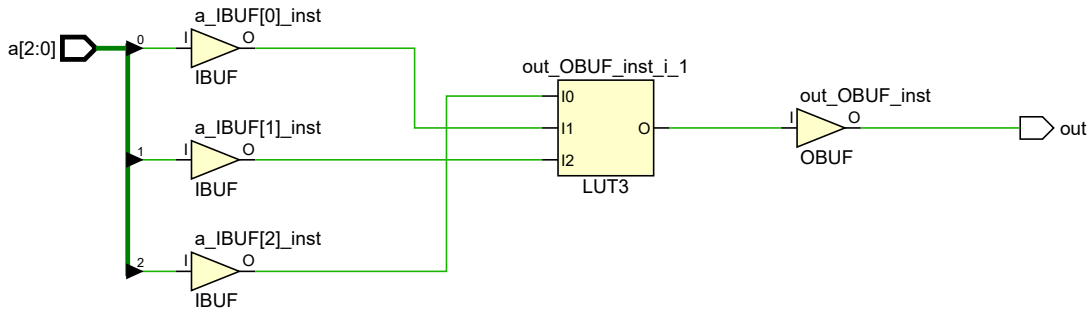 a_IBUF[0]_inst
a[2:0]
0
I
O
IBUF
a_IBUF[1]_inst
1
I
O
IBUF
a_IBUF[2]_inst
2
I
O
IBUF
out_OBUF_inst_i_1
I0
I1
I2
O
LUT3
out_OBUF_inst
I
O
OBUF
out